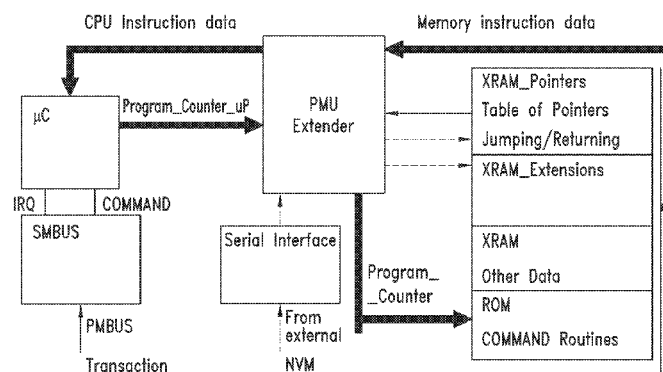 CPU Instruction data
Memory instruction data
μC
Program_Counter_uP
PMU
Extender
XRAM_Pointers
Table of Pointers
Jumping/Returning
XRAM_Extensions
IRQ
COMMAND
SMBUS
Serial Interface
XRAM
Other Data
Program_
_Counter
ROM
COMMAND Routines
PMBUS
Transaction
From
external
NVM